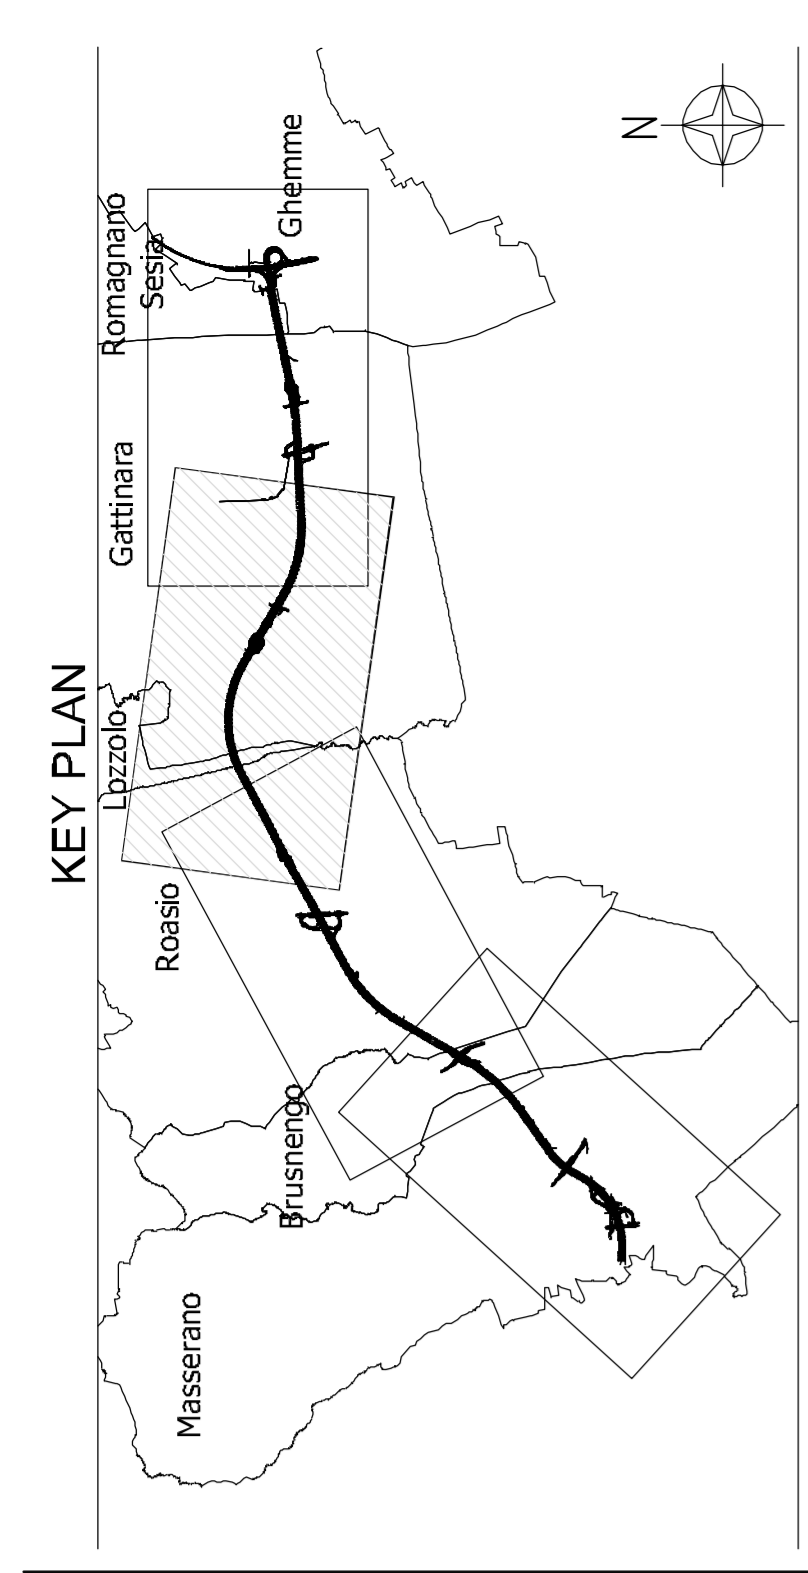 KEY PLAN
Masserano
Brusnengo
Roasio
Lozzolo
Gattinara
Romagnano
Sesia
Ghemme
N